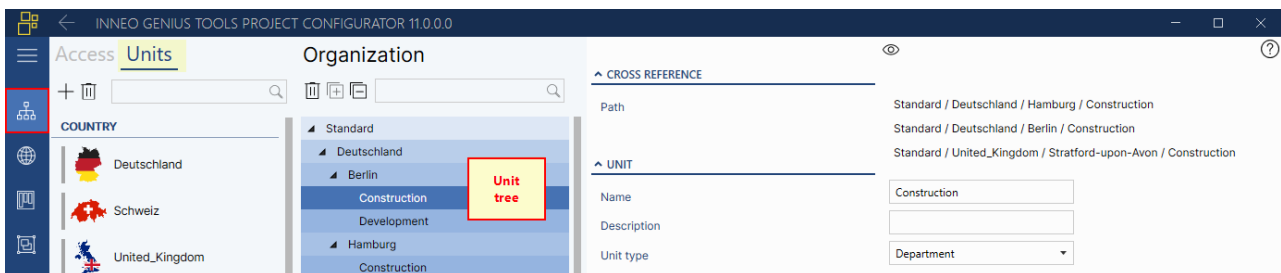 INNEO GENIUS TOOLS PROJECT CONFIGURATOR 11.0.0.0
Access Units
COUNTRY
Deutschland
Schweiz
United_Kingdom
Organization
Standard
Deutschland
Berlin
Construction
Development
Hamburg
Construction
Unit
tree
CROSS REFERENCE
Path
Standard / Deutschland / Hamburg / Construction
Standard / Deutschland / Berlin / Construction
Standard / United_Kingdom / Stratford-upon-Avon / Construction
UNIT
Name
Construction
Description
Unit type
Department